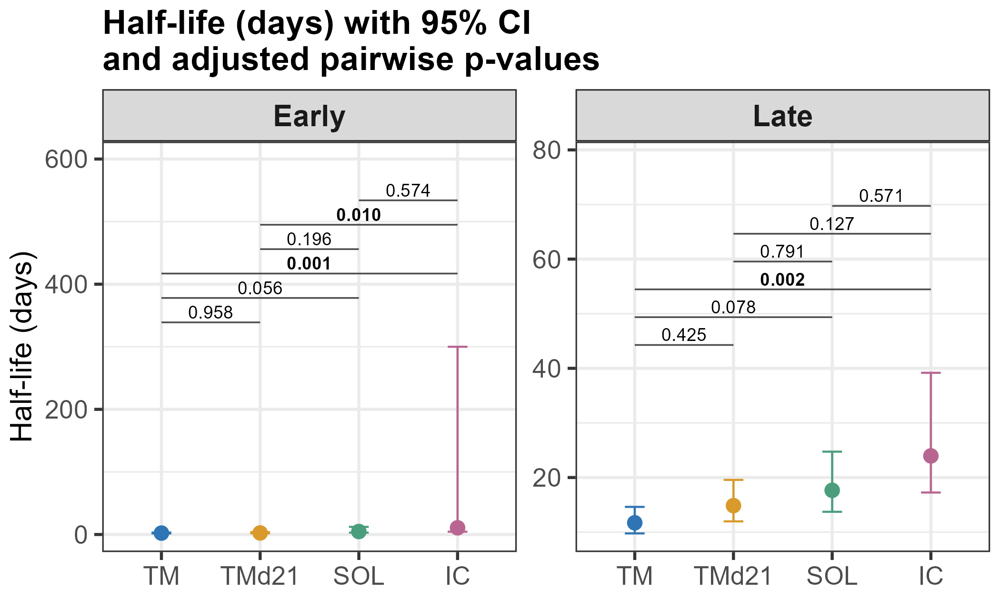 Half-life (days) with 95% CI
and adjusted pairwise p-values
Early
Late
Half-life (days)
600
400
200
0
0.574
0.010
0.196
0.001
0.056
0.958
TM
TMd21
SOL
IC
80
60
40
20
0.571
0.127
0.791
0.002
0.078
0.425
TM
TMd21
SOL
IC